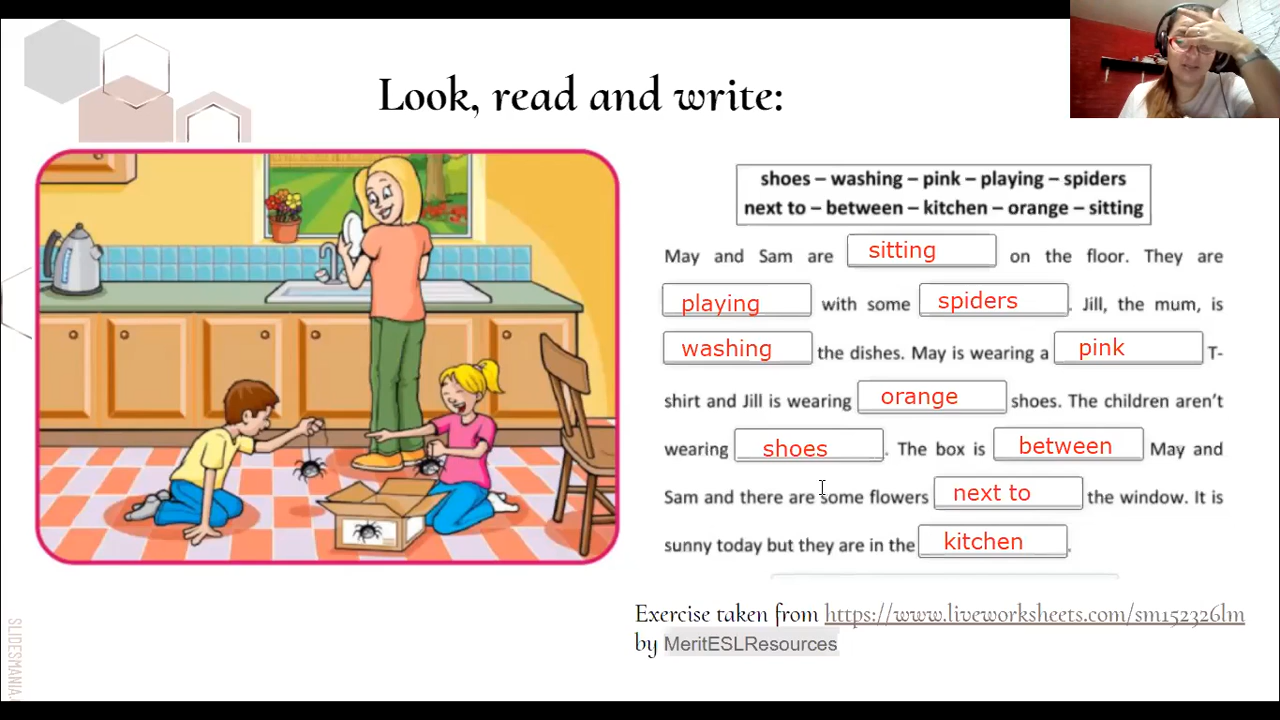 Look, read and write:
shoes – washing – pink – playing – spiders
next to – between – kitchen – orange – sitting
May and Sam are sitting on the floor. They are
playing with some spiders. Jill, the mum, is
washing the dishes. May is wearing a pink T-
shirt and Jill is wearing orange shoes. The children aren't
wearing shoes. The box is between May and
Sam and there are some flowers next to the window. It is
sunny today but they are in the kitchen.
Exercise taken from https://www.liveworksheets.com/sm152326lm
by MeritESLResources
SLIDESMANIA.